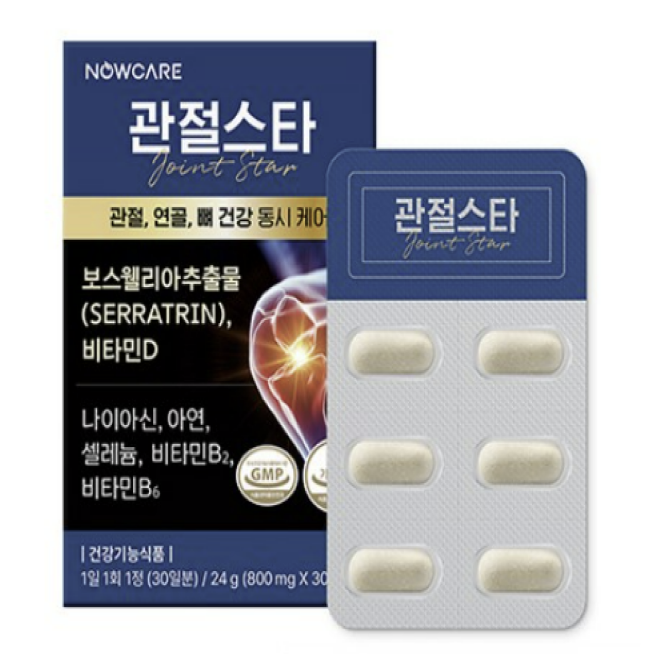 NOWCARE
관절스타
Joint Star
관절, 연골, 뼈 건강 동시 케어
보스웰리아추출물
(SERRATRIN),
비타민D
나이아신, 아연,
셀레늄, 비타민B₂,
비타민B₆
GMP
| 건강기능식품 |
1일 1회 1정 (30일분) / 24 g (800 mg X 30
관절스타
Joint Star